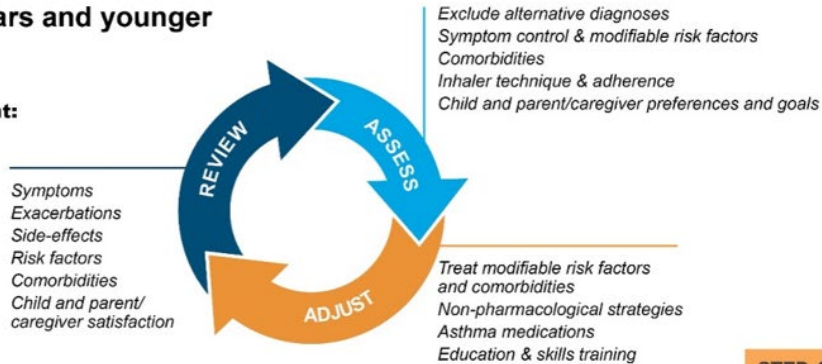 and younger
REVIEW
Symptoms
Exacerbations
Side-effects
Risk factors
Comorbidities
Child and parent/
caregiver satisfaction
ASSESS
Exclude alternative diagnoses
Symptom control & modifiable risk factors
Comorbidities
Inhaler technique & adherence
Child and parent/caregiver preferences and goals
ADJUST
Treat modifiable risk factors
and comorbidities
Non-pharmacological strategies
Asthma medications
Education & skills training